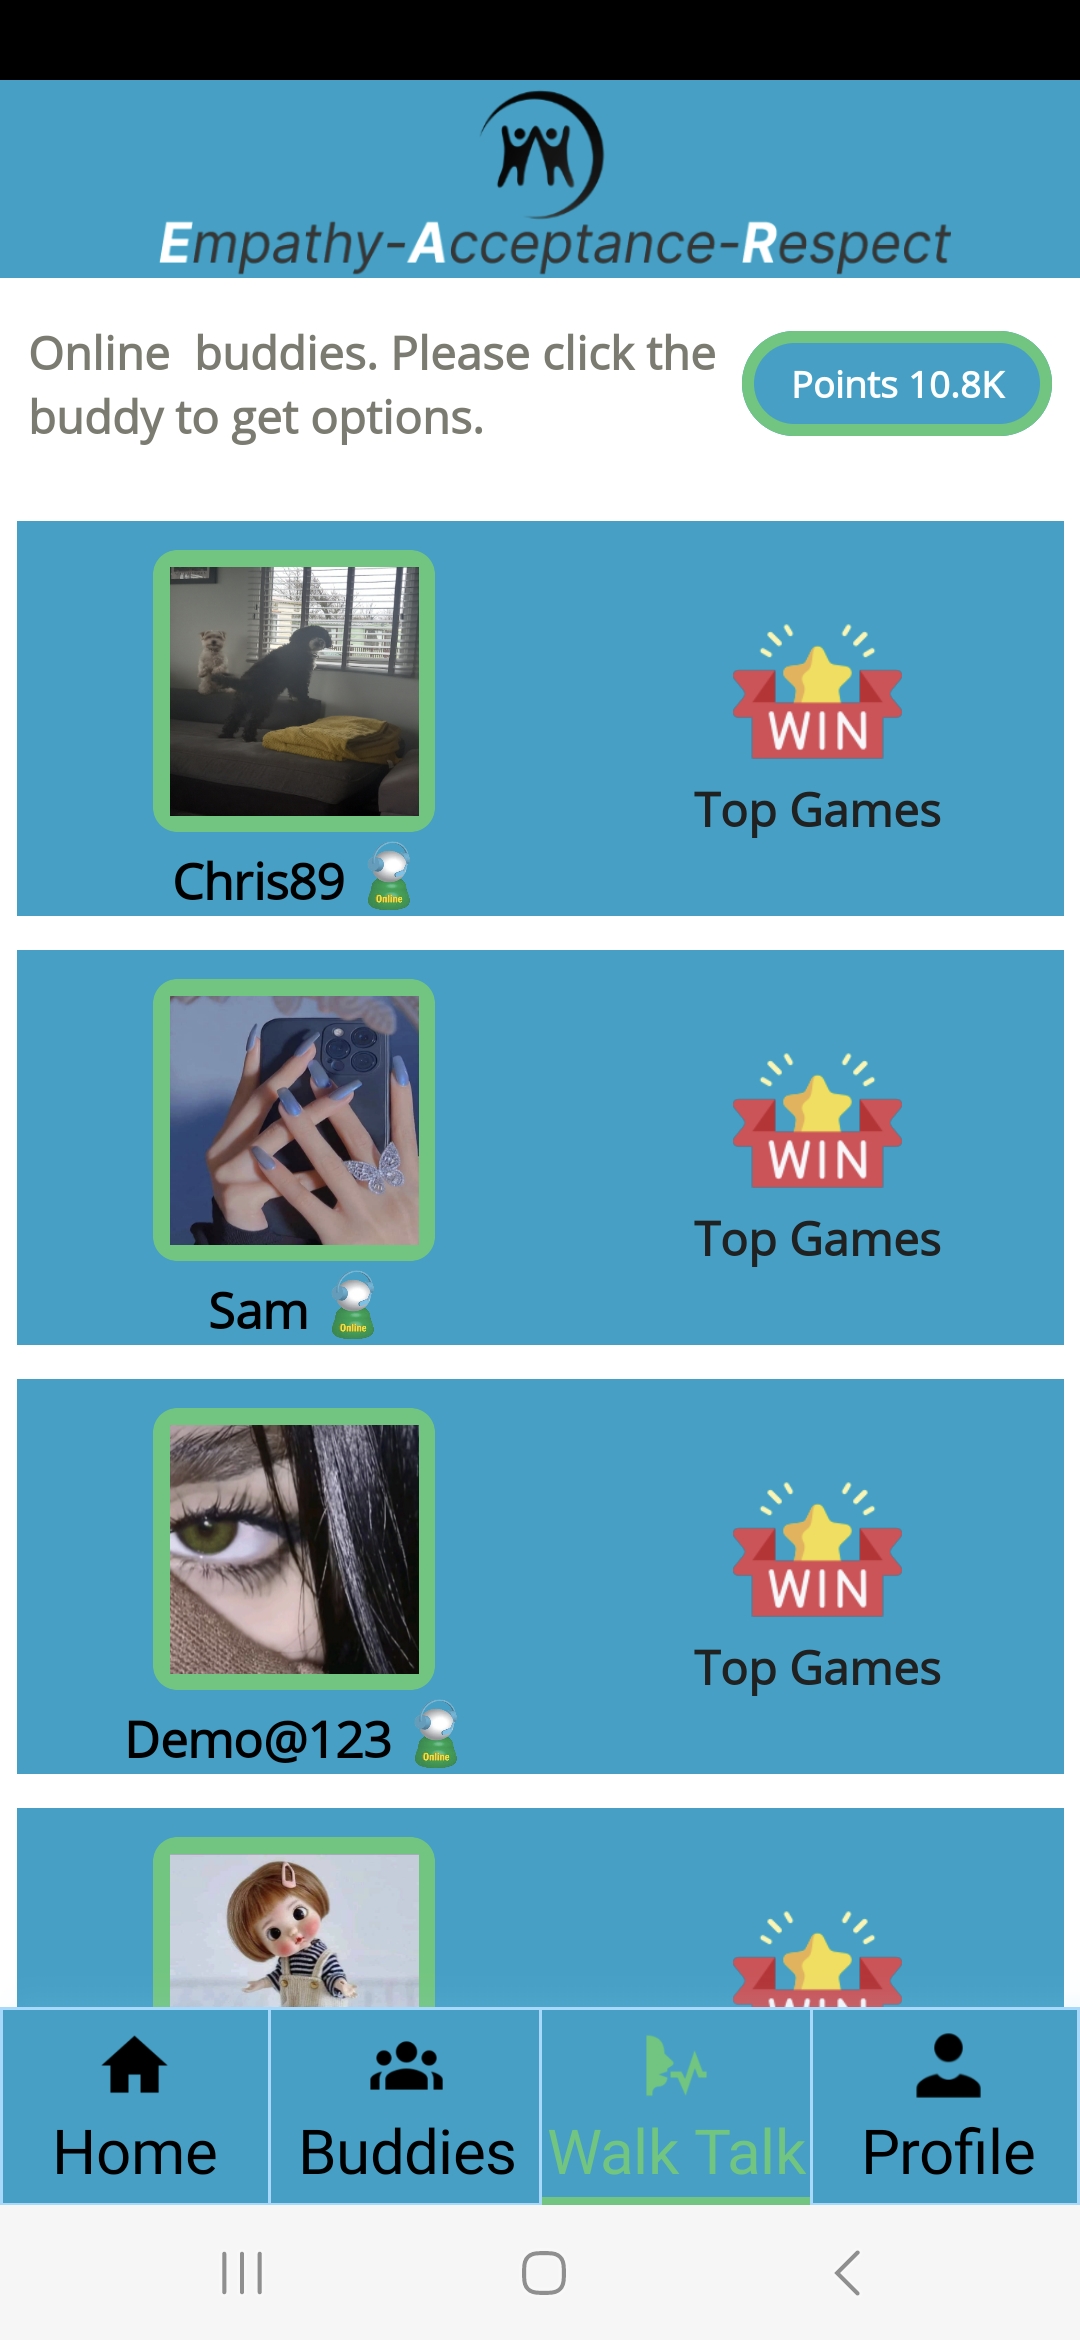 Empathy-Acceptance-Respect
Online buddies. Please click the
buddy to get options.
Points 10.8K
WIN
Top Games
Chris89
Online
WIN
Top Games
Sam
Online
WIN
Top Games
Demo@123
Online
WIN
Home
Buddies
Walk Talk
Profile